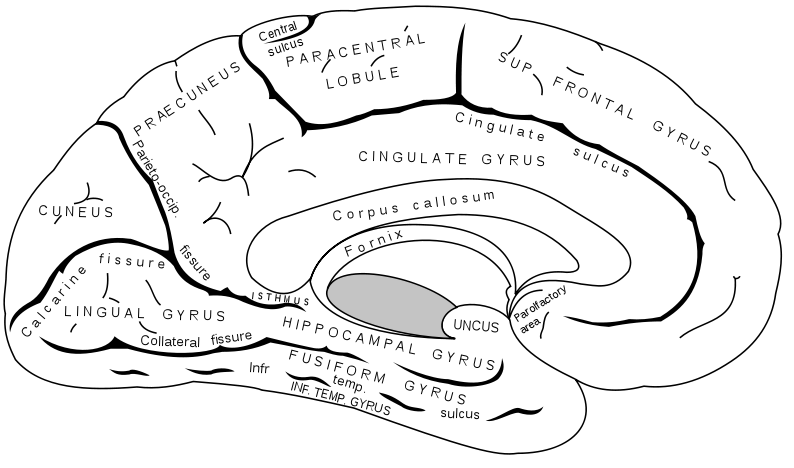 Central
sulcus
PARACENTRAL
LOBULE
SUP. FRONTAL GYRUS
PRAECUNEUS
Cingulate sulcus
CINGULATE GYRUS
Parieto-occip. fissure
Corpus callosum
CUNEUS
Fornix
Calcarine fissure
ISTHMUS
Parolfactory
area
LINGUAL GYRUS
UNCUS
HIPPOCAMPAL GYRUS
Collateral fissure
FUSIFORM GYRUS
Infr temp. sulcus
INF. TEMP. GYRUS